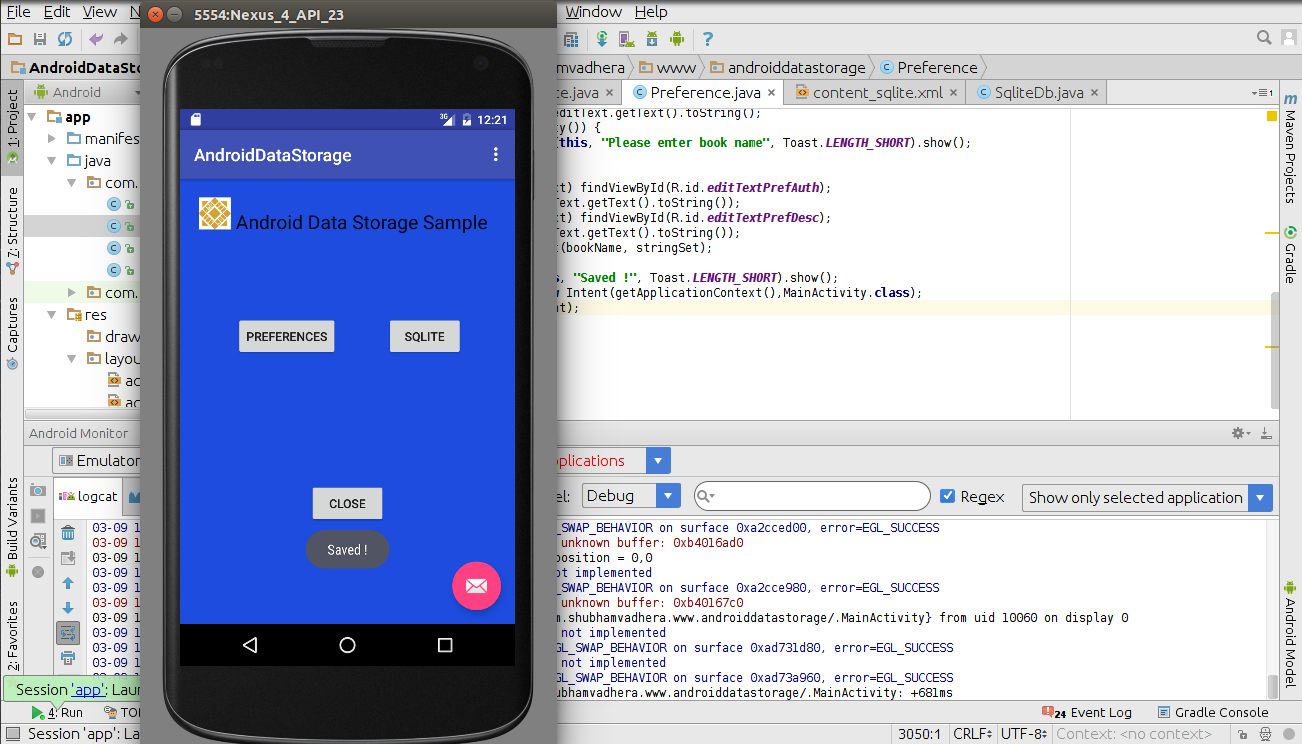 File Edit View N
5554:Nexus_4_API_23
Window Help
AndroidDataSto
mvadhera www androiddatastorage Preference
Android
ce.java Preference.java content_sqlite.xml SqliteDb.java
1: Project
7: Structure
Captures
Build Variants
2: Favorites
app
manifes
java
com.
com.
res
draw
layou
ac
ac
3G 12:21
AndroidDataStorage
Android Data Storage Sample
PREFERENCES SQLITE
CLOSE
Saved !
editText.getText().toString();
ty()) {
this, "Please enter book name", Toast.LENGTH_SHORT).show();
xt) findViewById(R.id.editTextPrefAuth);
Text.getText().toString());
xt) findViewById(R.id.editTextPrefDesc);
Text.getText().toString());
t(bookName, stringSet);
s, "Saved !", Toast.LENGTH_SHORT).show();
w Intent(getApplicationContext(),MainActivity.class);
nt);
1
Maven Projects
Gradle
Android Model
Android Monitor
Emulator
plications
logcat
el: Debug Regex Show only selected application
03-09 1
03-09 1
03-09 1
03-09 1
03-09 1
03-09 1
03-09 1
03-09 1
03-09 1
03-09 1
_SWAP_BEHAVIOR on surface 0xa2cced00, error=EGL_SUCCESS
unknown buffer: 0xb4016ad0
position = 0,0
ot implemented
L_SWAP_BEHAVIOR on surface 0xa2cce980, error=EGL_SUCCESS
unknown buffer: 0xb40167c0
m.shubhamvadhera.www.androiddatastorage/.MainActivity} from uid 10060 on display 0
not implemented
GL_SWAP_BEHAVIOR on surface 0xad731d80, error=EGL_SUCCESS
not implemented
GL_SWAP_BEHAVIOR on surface 0xad73a960, error=EGL_SUCCESS
ubhamvadhera.www.androiddatastorage/.MainActivity: +681ms
Session 'app': Laun
4: Run TO
24 Event Log Gradle Console
Session 'app': La
3050:1 CRLF UTF-8 Context: <no context>